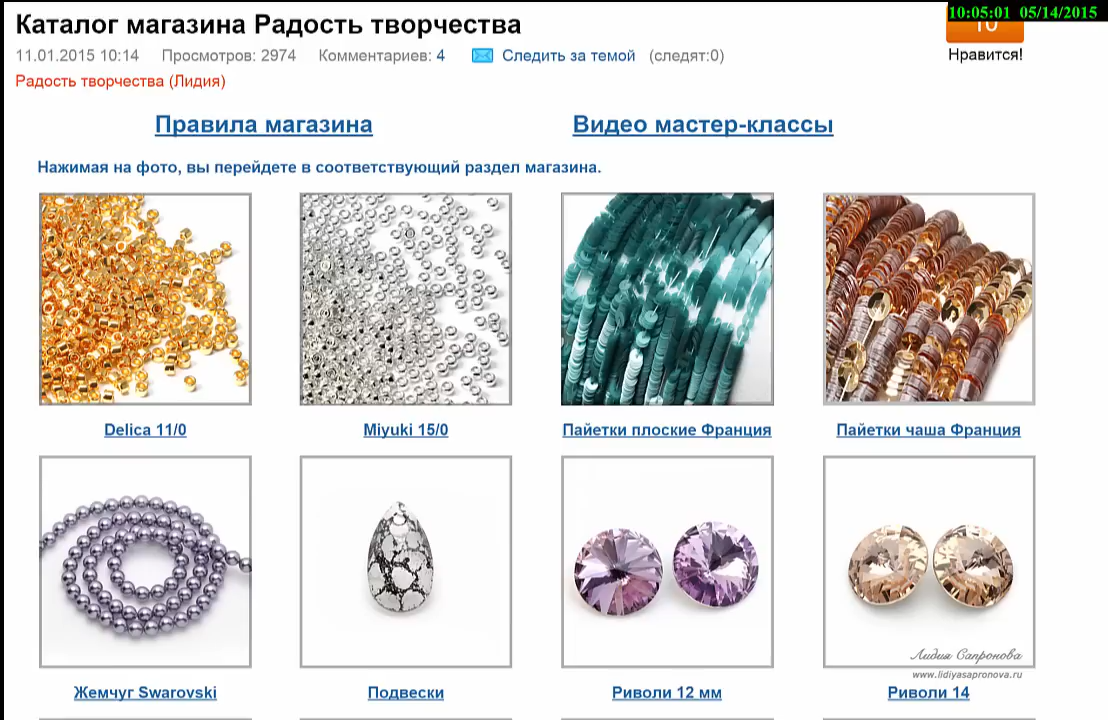 Каталог магазина Радость творчества
10:05:01 05/14/2015
10
11.01.2015 10:14 Просмотров: 2974 Комментариев: 4 Следить за темой (следят:0)
Нравится!
Радость творчества (Лидия)
Правила магазина Видео мастер-классы
Нажимая на фото, вы перейдете в соответствующий раздел магазина.
Delica 11/0 Miyuki 15/0 Пайетки плоские Франция Пайетки чаша Франция
Лидия Сапронова
www.lidiyasapronova.ru
Жемчуг Swarovski Подвески Риволи 12 мм Риволи 14